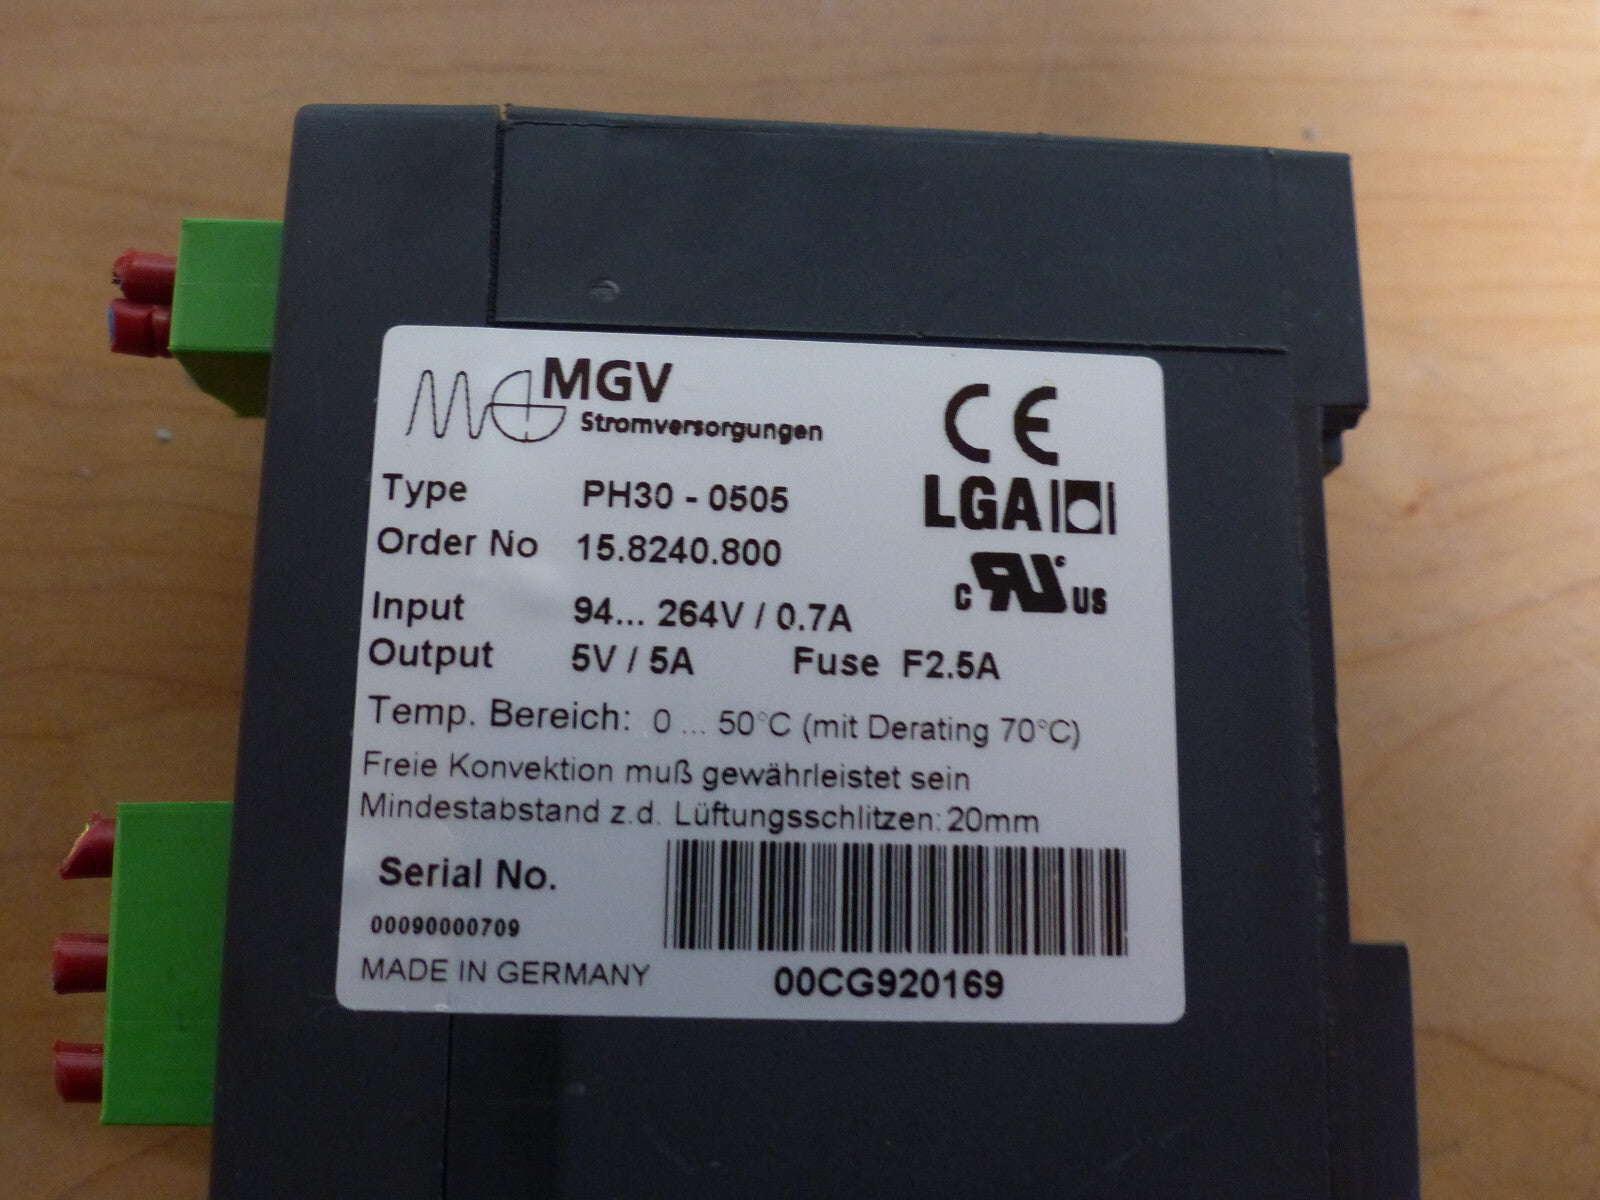 MGV
Stromversorgungen
CE
Type PH30 - 0505
LGA
Order No 15.8240.800
c RU US
Input 94... 264V / 0.7A
Output 5V / 5A Fuse F2.5A
Temp. Bereich: 0 ... 50°C (mit Derating 70°C)
Freie Konvektion muß gewährleistet sein
Mindestabstand z.d. Lüftungsschlitzen: 20mm
Serial No.
00090000709
MADE IN GERMANY 00CG920169